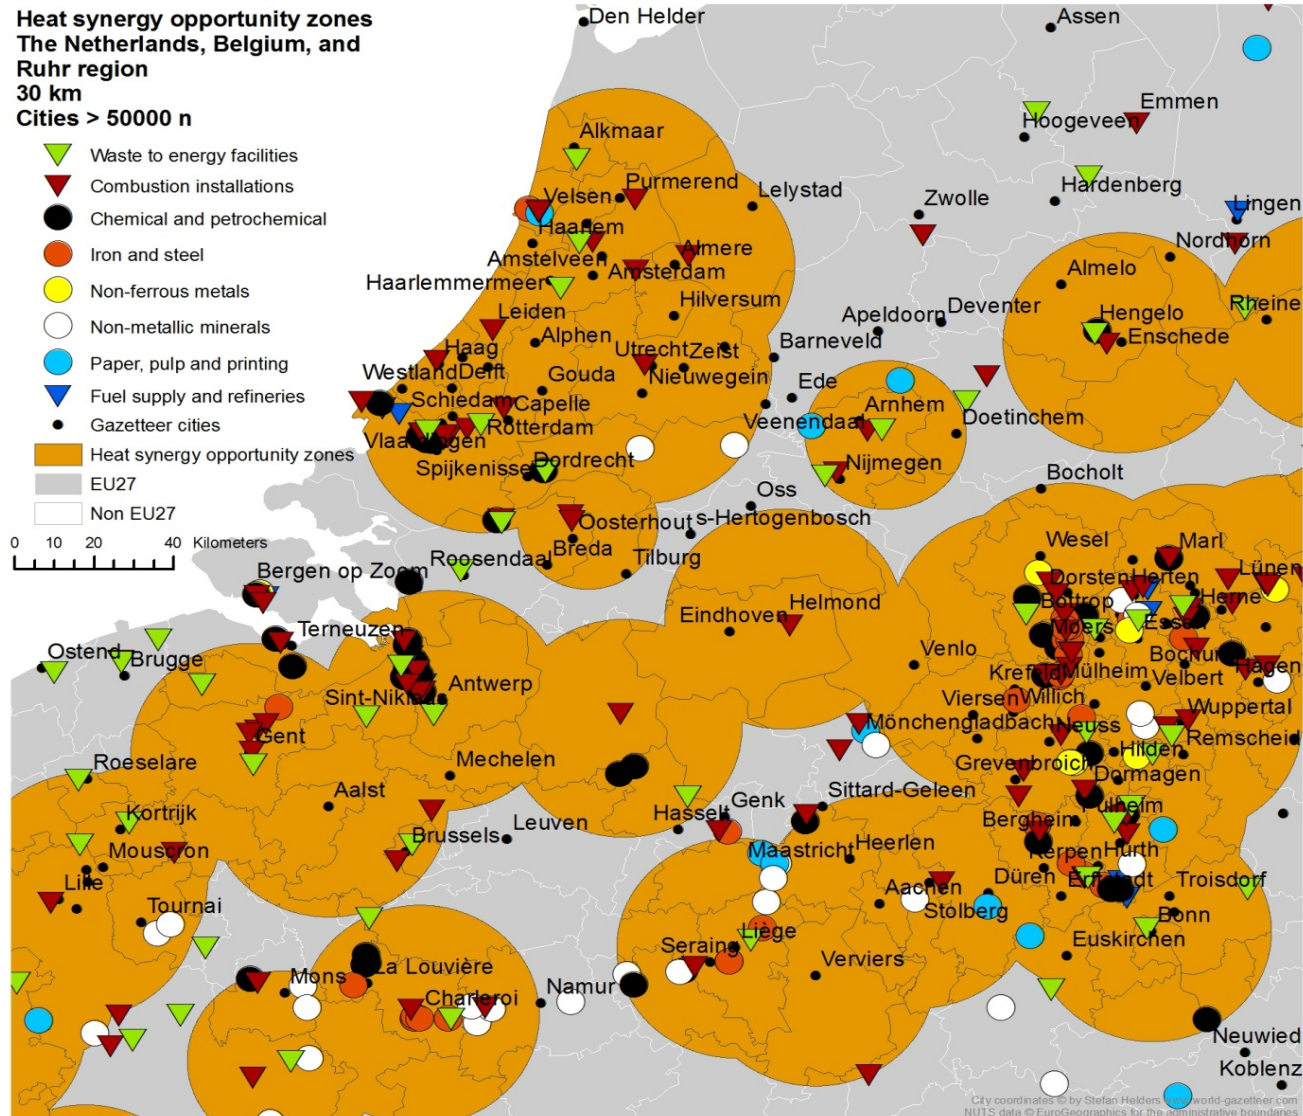 Heat synergy opportunity zones
The Netherlands, Belgium, and
Ruhr region
30 km
Cities > 50000 n
Waste to energy facilities
Combustion installations
Chemical and petrochemical
Iron and steel
Non-ferrous metals
Non-metallic minerals
Paper, pulp and printing
Fuel supply and refineries
Gazetteer cities
Heat synergy opportunity zones
EU27
Non EU27
0 10 20 40 Kilometers
Den Helder
Assen
Emmen
Hoogeveen
Alkmaar
Hardenberg
Purmerend
Lelystad
Velsen
Zwolle
Lingen
Haarlem
Nordhorn
Almere
Amstelveen
Amsterdam
Almelo
Haarlemmermeer
Hilversum
Rheine
Leiden
Apeldoorn
Deventer
Hengelo
Alphen
Enschede
Haag
Utrecht
Zeist
Barneveld
Westland
Delft
Gouda
Nieuwegein
Ede
Schiedam
Capelle
Arnhem
Veenendaal
Doetinchem
Rotterdam
Vlaardingen
Spijkenisse
Dordrecht
Nijmegen
Bocholt
Oss
Oosterhout
s-Hertogenbosch
Breda
Tilburg
Roosendaal
Bergen op Zoom
Wesel
Marl
Dorsten
Herten
Lünen
Bottrop
Herne
Eindhoven
Helmond
Moers
Essen
Terneuzen
Ostend
Brugge
Venlo
Bochum
Hagen
Krefeld
Mülheim
Velbert
Sint-Niklaas
Antwerp
Viersen
Willich
Wuppertal
Mönchengladbach
Neuss
Gent
Remscheid
Roeselare
Mechelen
Grevenbroich
Hilden
Dormagen
Aalst
Sittard-Geleen
Kortrijk
Hasselt
Genk
Bergheim
Pulheim
Brussels
Leuven
Mouscron
Maastricht
Heerlen
Kerpen
Hürth
Lille
Aachen
Düren
Erftstadt
Troisdorf
Tournai
Stolberg
Bonn
Liège
Seraing
Euskirchen
Verviers
Mons
La Louvière
Namur
Charleroi
Neuwied
Koblenz
City coordinates © by Stefan Helders www.world-gazetteer.com
NUTS data © EuroGeographics for the administrative boundaries